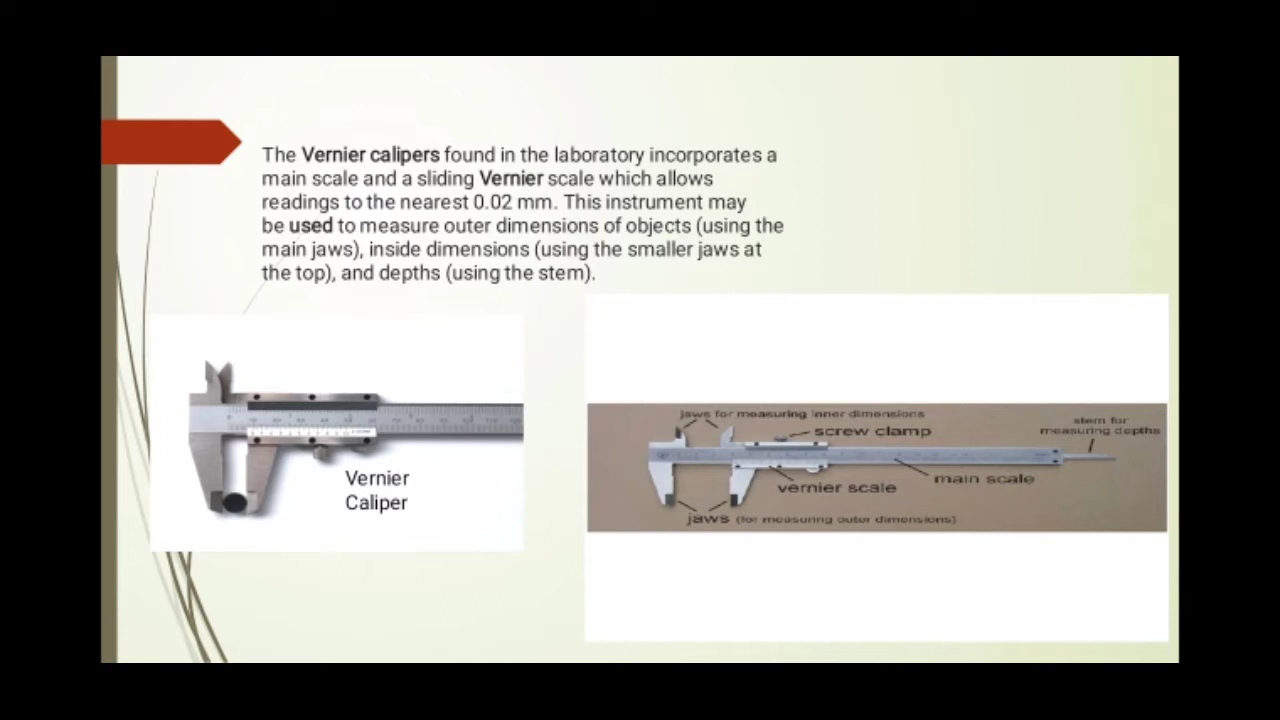 The Vernier calipers found in the laboratory incorporates a
main scale and a sliding Vernier scale which allows
readings to the nearest 0.02 mm. This instrument may
be used to measure outer dimensions of objects (using the
main jaws), inside dimensions (using the smaller jaws at
the top), and depths (using the stem).
Vernier
Caliper
jaws for measuring inner dimensions
screw clamp
stem for
measuring depths
vernier scale
main scale
jaws (for measuring outer dimensions)